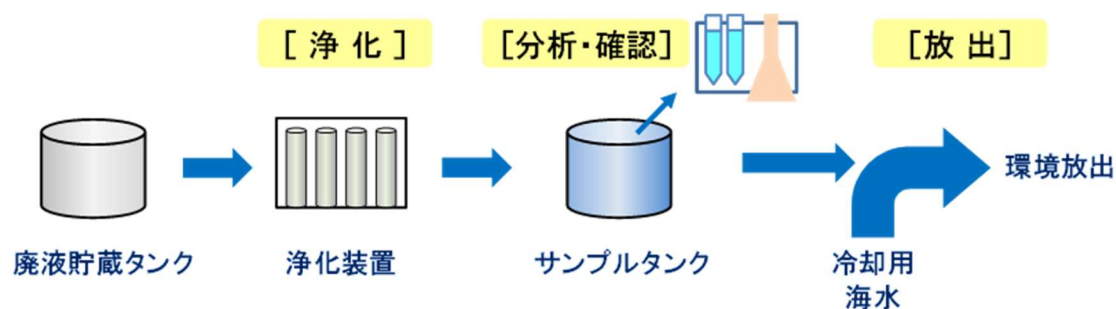 [浄化]
[分析・確認]
[放出]
廃液貯蔵タンク
浄化装置
サンプルタンク
冷却用
海水
環境放出